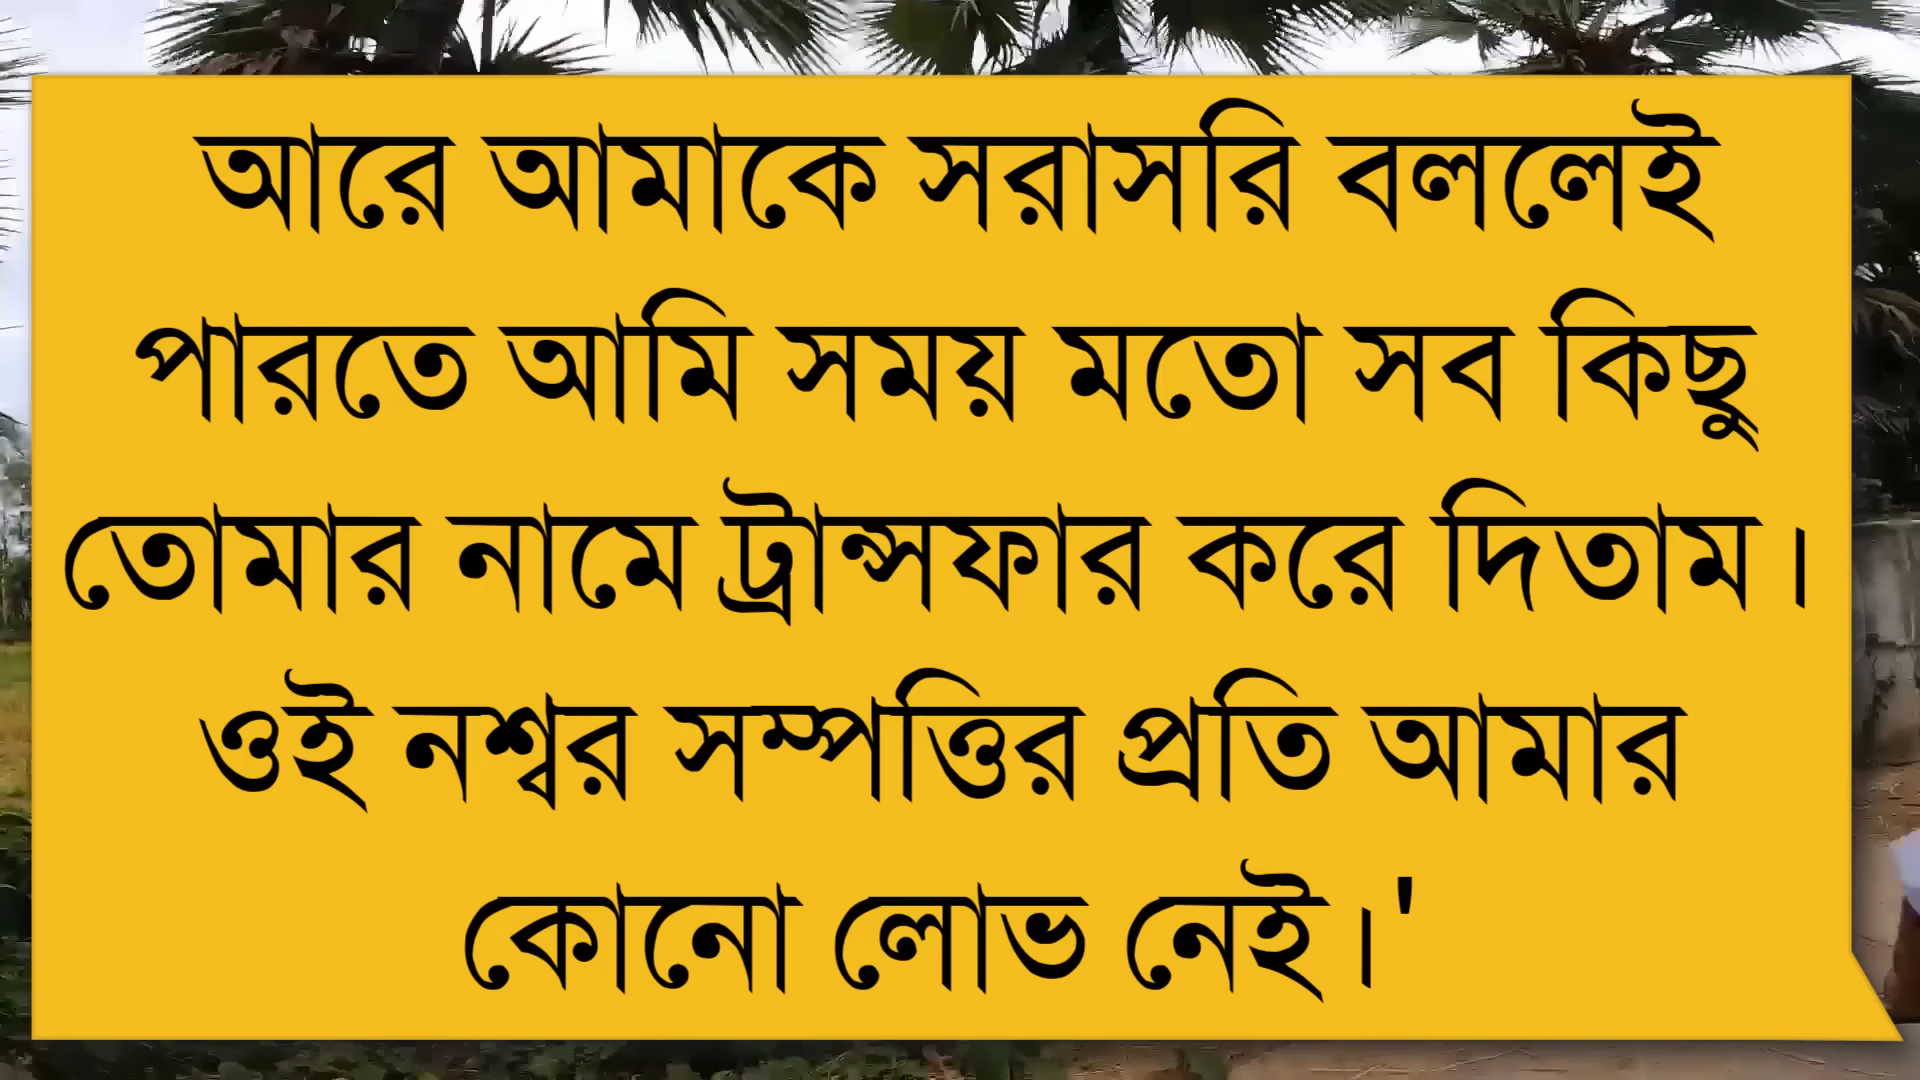 আরে আমাকে সরাসরি বললেই
পারতে আমি সময় মতো সব কিছু
তোমার নামে ট্রান্সফার করে দিতাম।
ওই নশ্বর সম্পত্তির প্রতি আমার
কোনো লোভ নেই।'